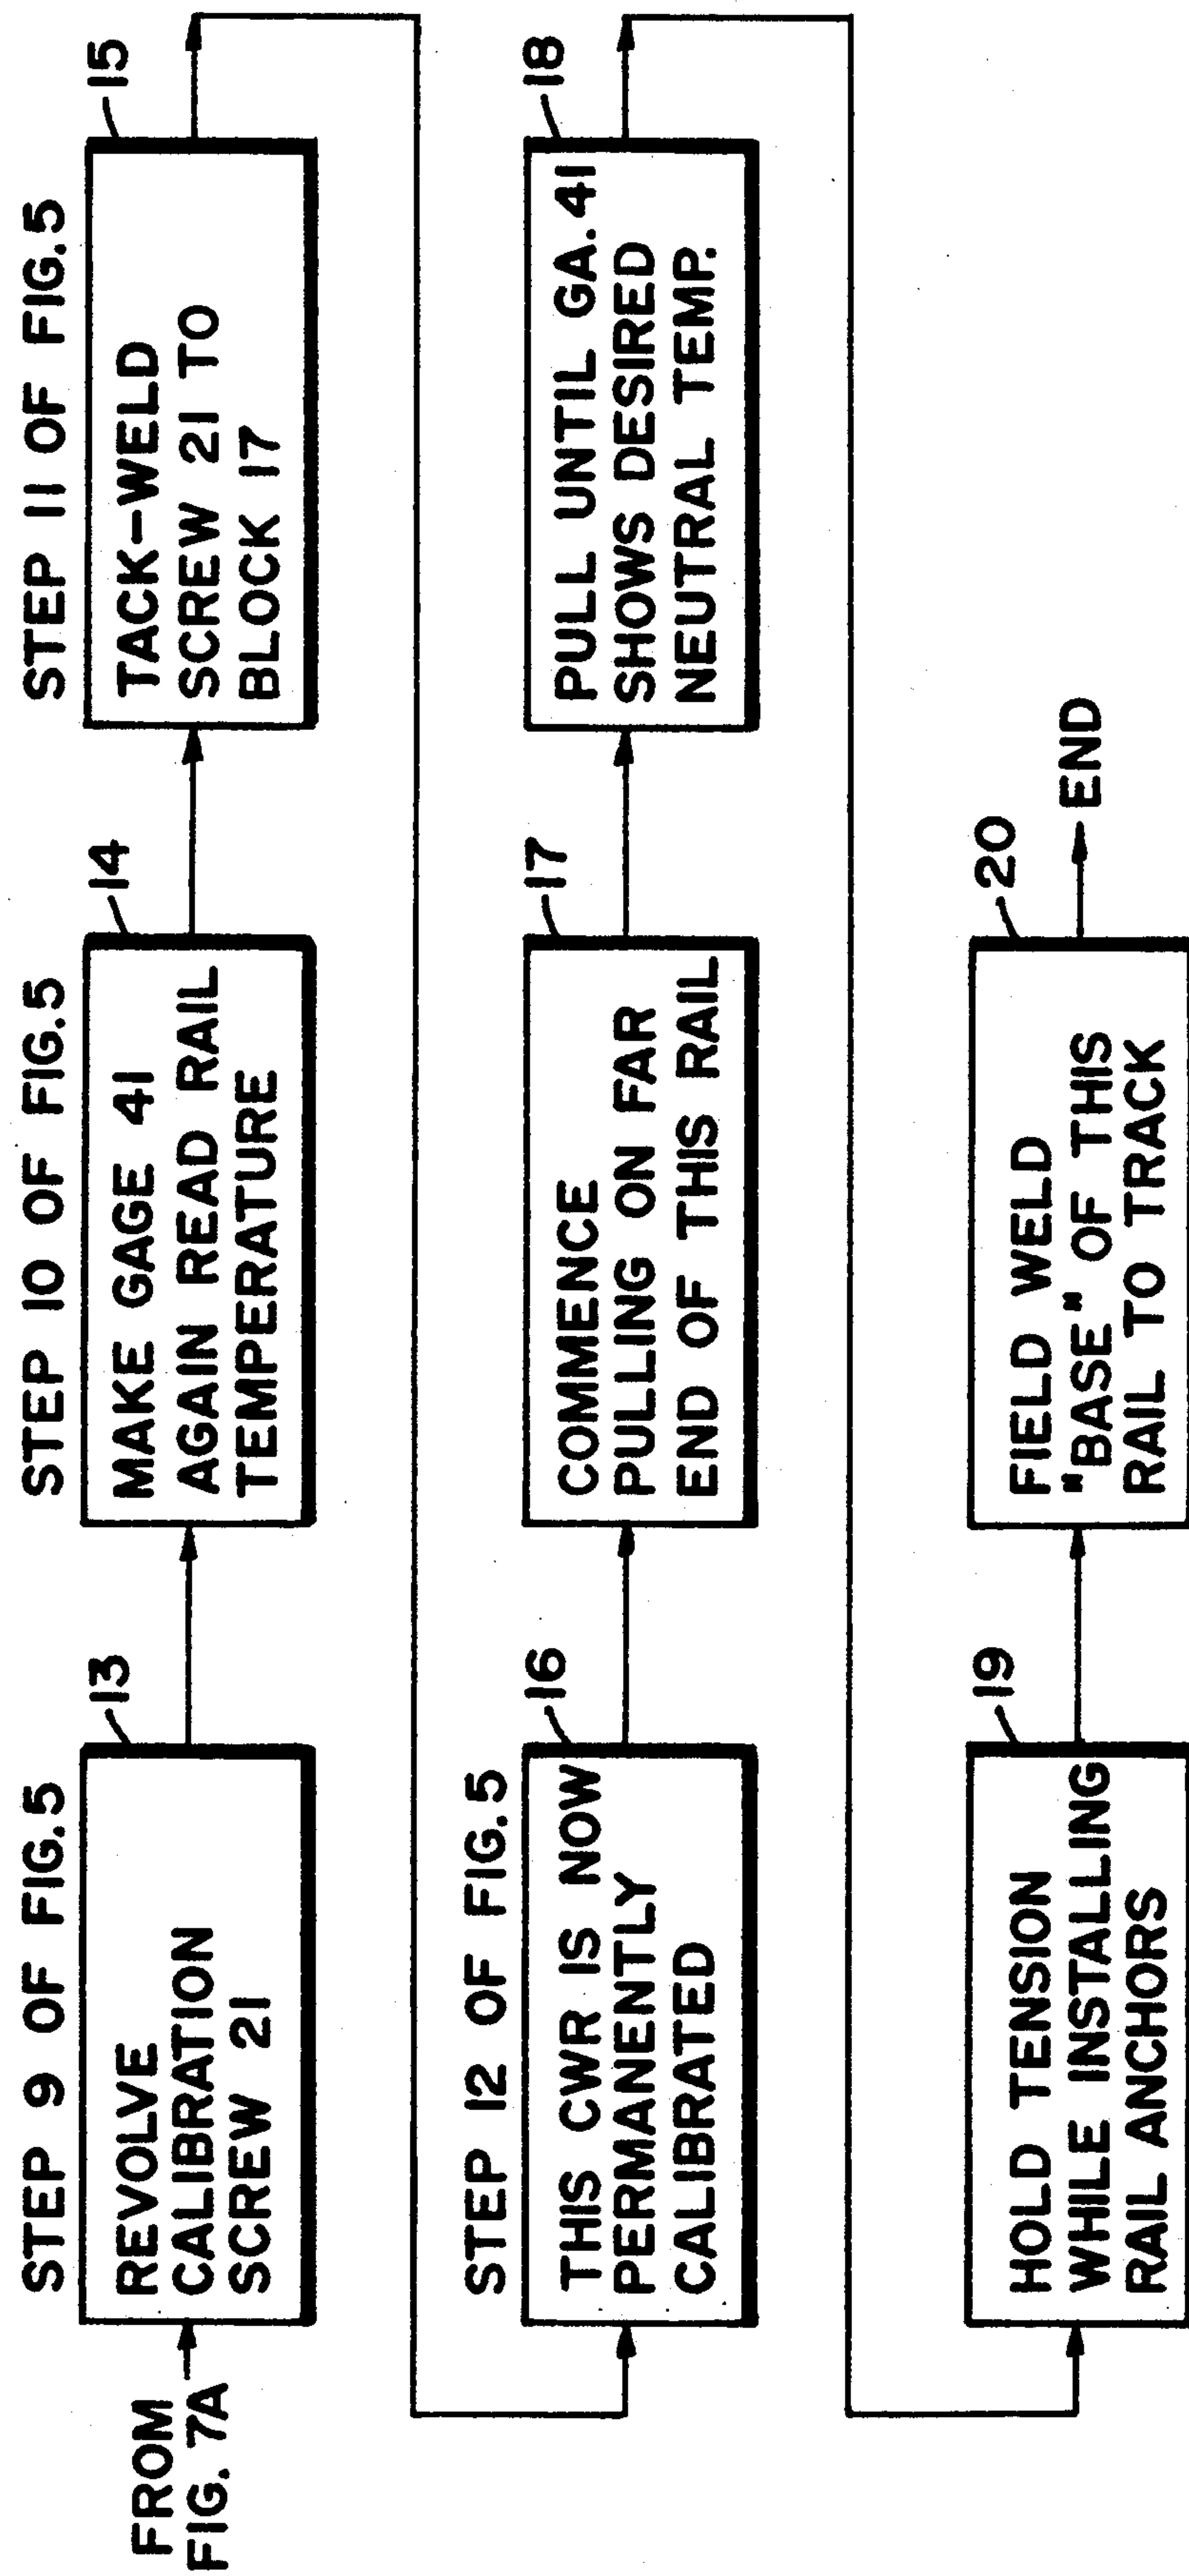 FROM
FIG. 7A
STEP 9 OF FIG.5
13
REVOLVE
CALIBRATION
SCREW 21
STEP 10 OF FIG.5
14
MAKE GAGE 41
AGAIN READ RAIL
TEMPERATURE
STEP 11 OF FIG.5
15
TACK-WELD
SCREW 21 TO
BLOCK 17
STEP 12 OF FIG.5
16
THIS CWR IS NOW
PERMANENTLY
CALIBRATED
17
COMMENCE
PULLING ON FAR
END OF THIS RAIL
18
PULL UNTIL GA. 41
SHOWS DESIRED
NEUTRAL TEMP.
19
HOLD TENSION
WHILE INSTALLING
RAIL ANCHORS
20
FIELD WELD
"BASE" OF THIS
RAIL TO TRACK
END